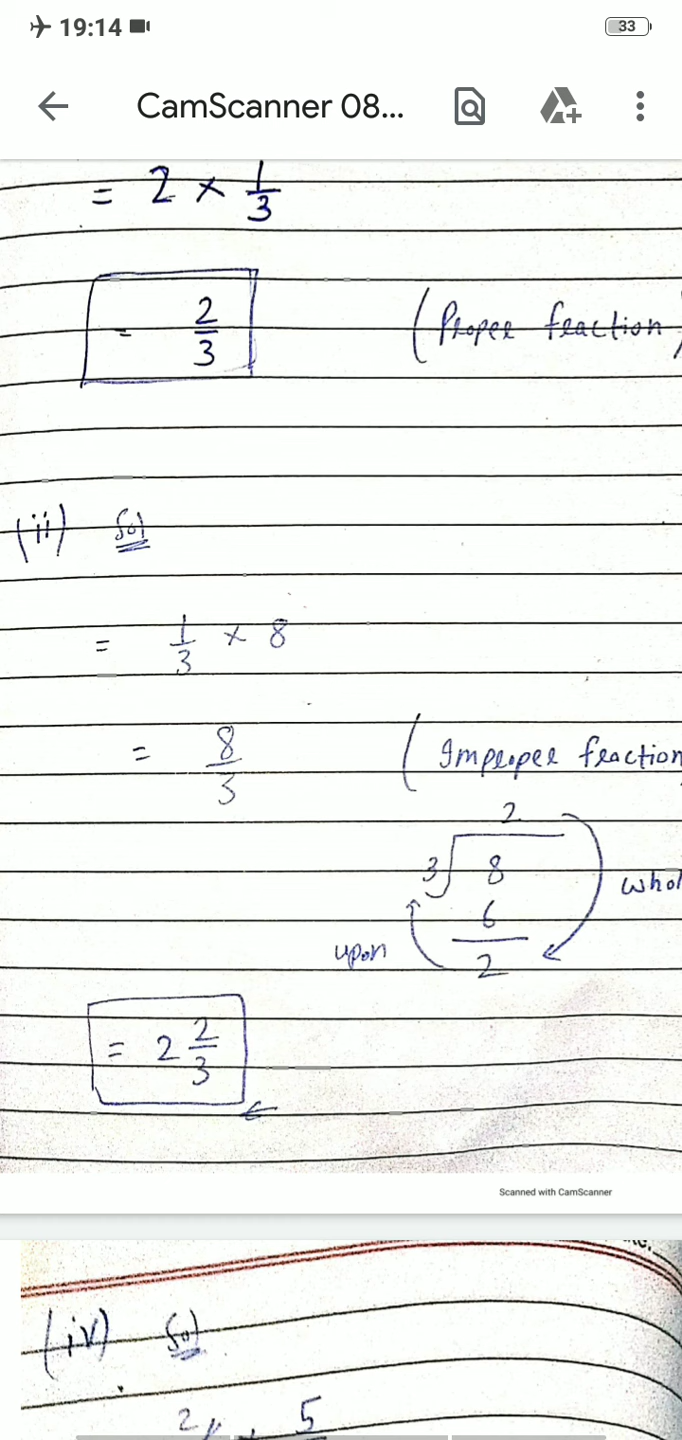 19:14
33
CamScanner 08...
= 2 × 1/3
= 2/3 (Proper fraction)
(ii) Sol
= 1/3 × 8
= 8/3 (Improper fraction
2
3 8
6
whol
upon
2
= 2 2/3
Scanned with CamScanner
(iv) Sol
5